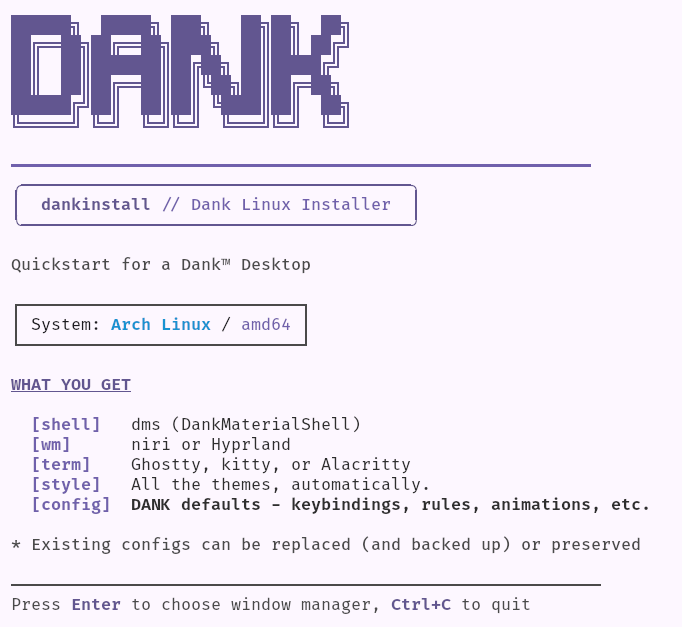 DANK
dankinstall // Dank Linux Installer
Quickstart for a Dank™ Desktop
System: Arch Linux / amd64
WHAT YOU GET
[shell] dms (DankMaterialShell)
[wm] niri or Hyprland
[term] Ghostty, kitty, or Alacritty
[style] All the themes, automatically.
[config] DANK defaults – keybindings, rules, animations, etc.
* Existing configs can be replaced (and backed up) or preserved
Press Enter to choose window manager, Ctrl+C to quit